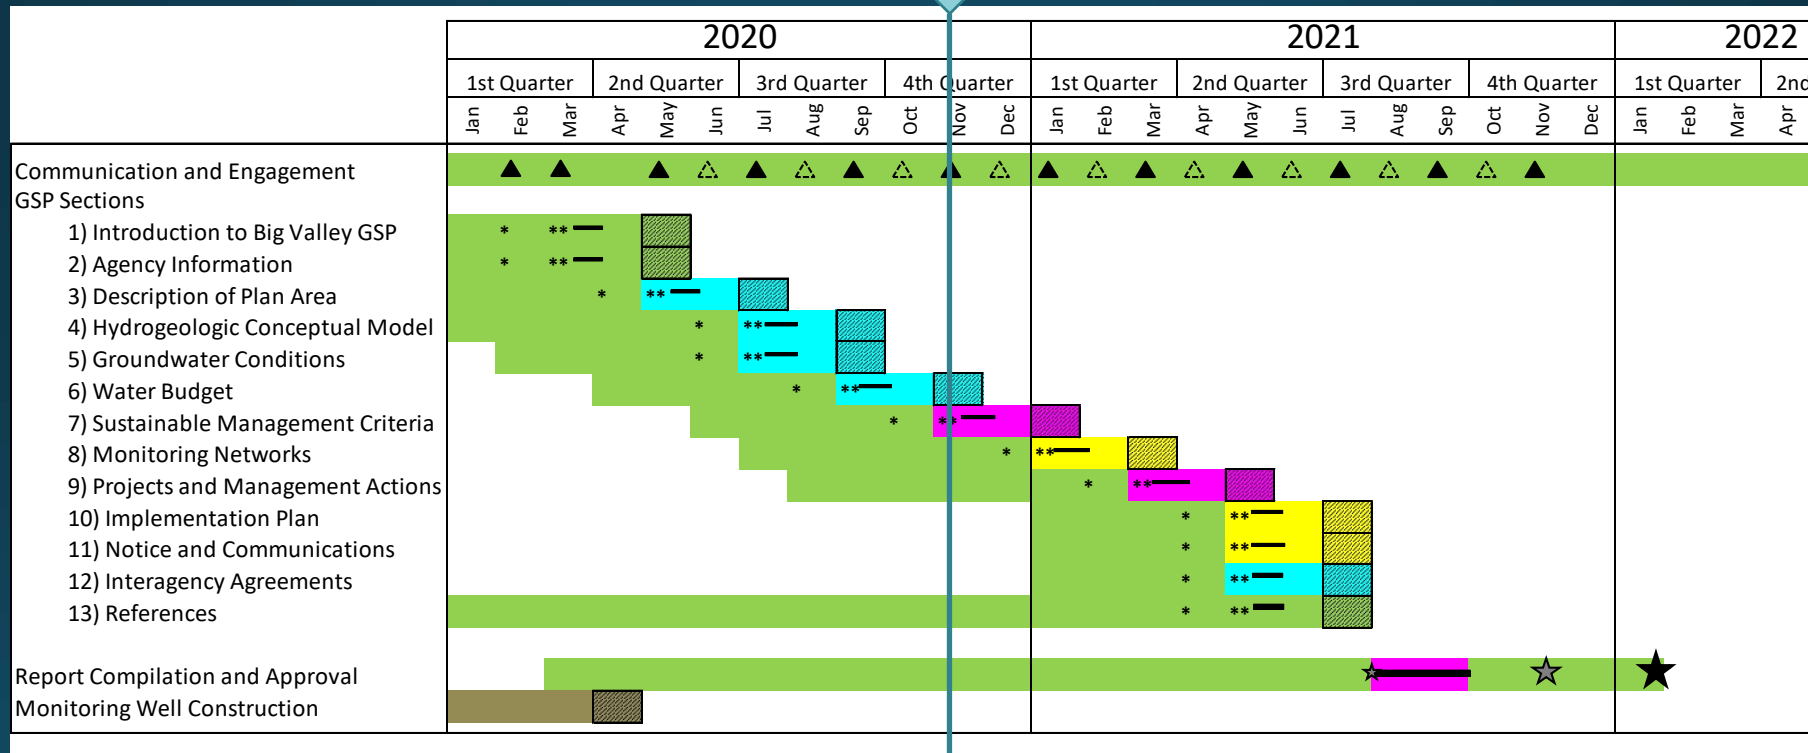 2020 2021 2022
1st Quarter 2nd Quarter 3rd Quarter 4th Quarter 1st Quarter 2nd Quarter 3rd Quarter 4th Quarter 1st Quarter 2nd
Jan Feb Mar Apr May Jun Jul Aug Sep Oct Nov Dec Jan Feb Mar Apr May Jun Jul Aug Sep Oct Nov Dec Jan Feb Mar Apr
Communication and Engagement
GSP Sections
1) Introduction to Big Valley GSP * **
2) Agency Information * **
3) Description of Plan Area * **
4) Hydrogeologic Conceptual Model * **
5) Groundwater Conditions * **
6) Water Budget * **
7) Sustainable Management Criteria * **
8) Monitoring Networks * **
9) Projects and Management Actions * **
10) Implementation Plan * **
11) Notice and Communications * **
12) Interagency Agreements * **
13) References * **
Report Compilation and Approval
Monitoring Well Construction